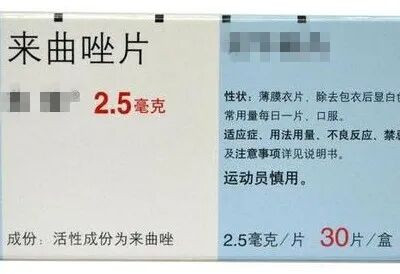 来曲唑片
® 2.5毫克
成份：活性成份为来曲唑
性状：薄膜衣片，除去包衣后显白
常用量每日一片，口服。
适应症、用法用量、不良反应、禁
及注意事项详见说明书。
运动员慎用。
2.5毫克/片 30片/盒